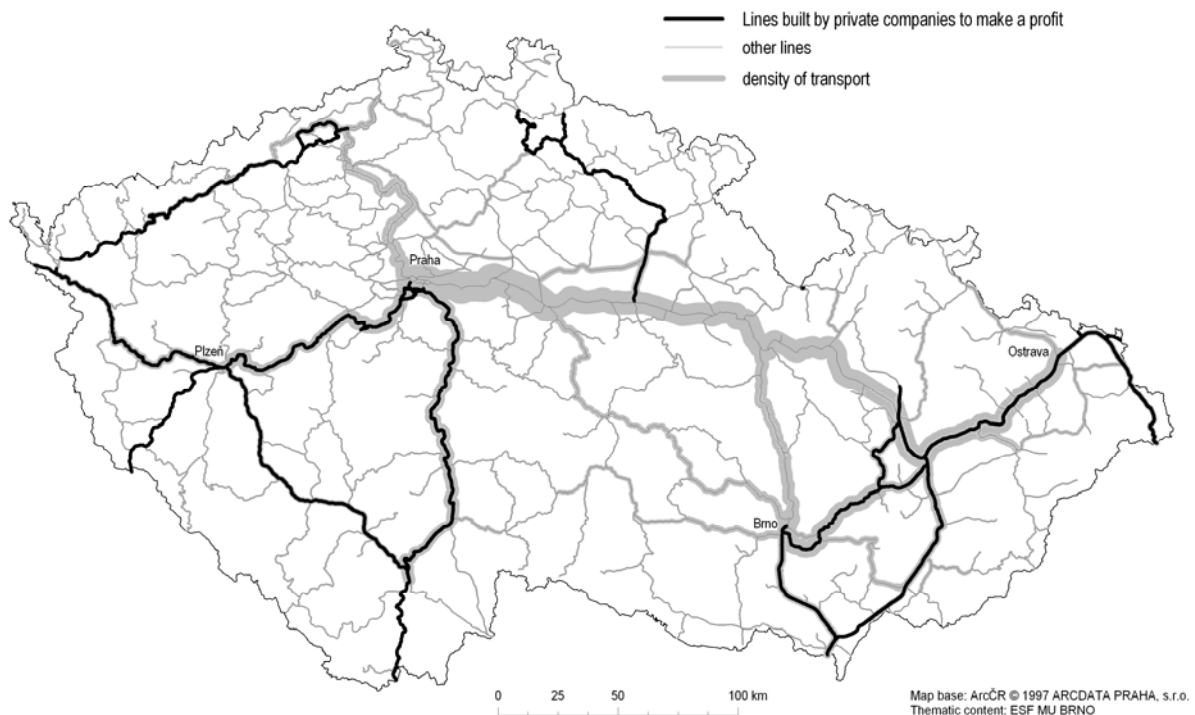 Lines built by private companies to make a profit
other lines
density of transport
Praha
Plzeň
Ostrava
Brno
0 25 50 100 km
Map base: ArcČR © 1997 ARCDATA PRAHA, s.r.o.
Thematic content: ESF MU BRNO